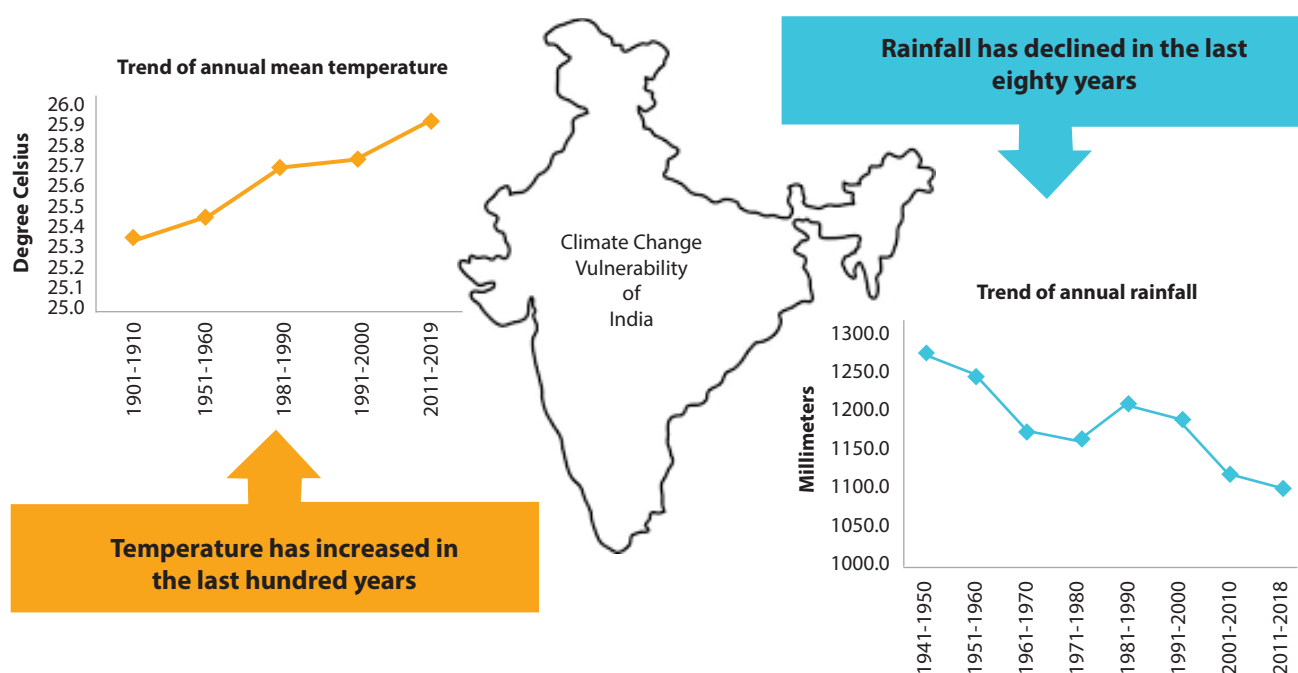 Trend of annual mean temperature
Degree Celsius
26.0
25.9
25.8
25.7
25.6
25.5
25.4
25.3
25.2
25.1
25.0
1901-1910
1951-1960
1981-1990
1991-2000
2011-2019
Temperature has increased in
the last hundred years
Climate Change
Vulnerability
of
India
Rainfall has declined in the last
eighty years
Trend of annual rainfall
Millimeters
1300.0
1250.0
1200.0
1150.0
1100.0
1050.0
1000.0
1941-1950
1951-1960
1961-1970
1971-1980
1981-1990
1991-2000
2001-2010
2011-2018